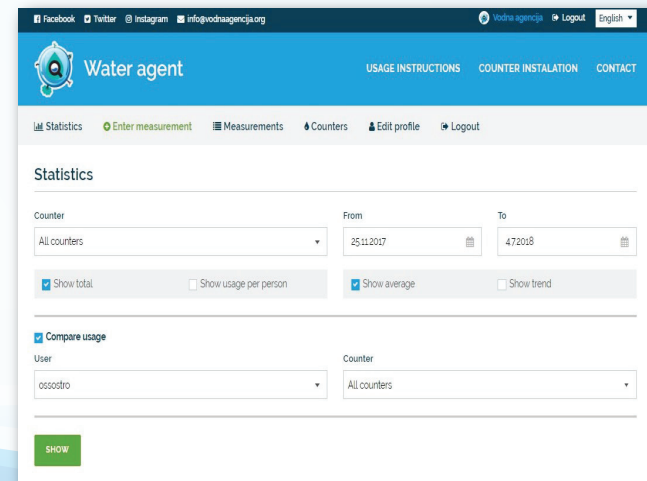 Facebook Twitter Instagram info@vodnaagencija.org Vodna agencija Logout English
Water agent USAGE INSTRUCTIONS COUNTER INSTALATION CONTACT
Statistics Enter measurement Measurements Counters Edit profile Logout
Statistics
Counter From To
All counters 25.11.2017 4.7.2018
Show total Show usage per person Show average Show trend
Compare usage
User Counter
ossostro All counters
SHOW